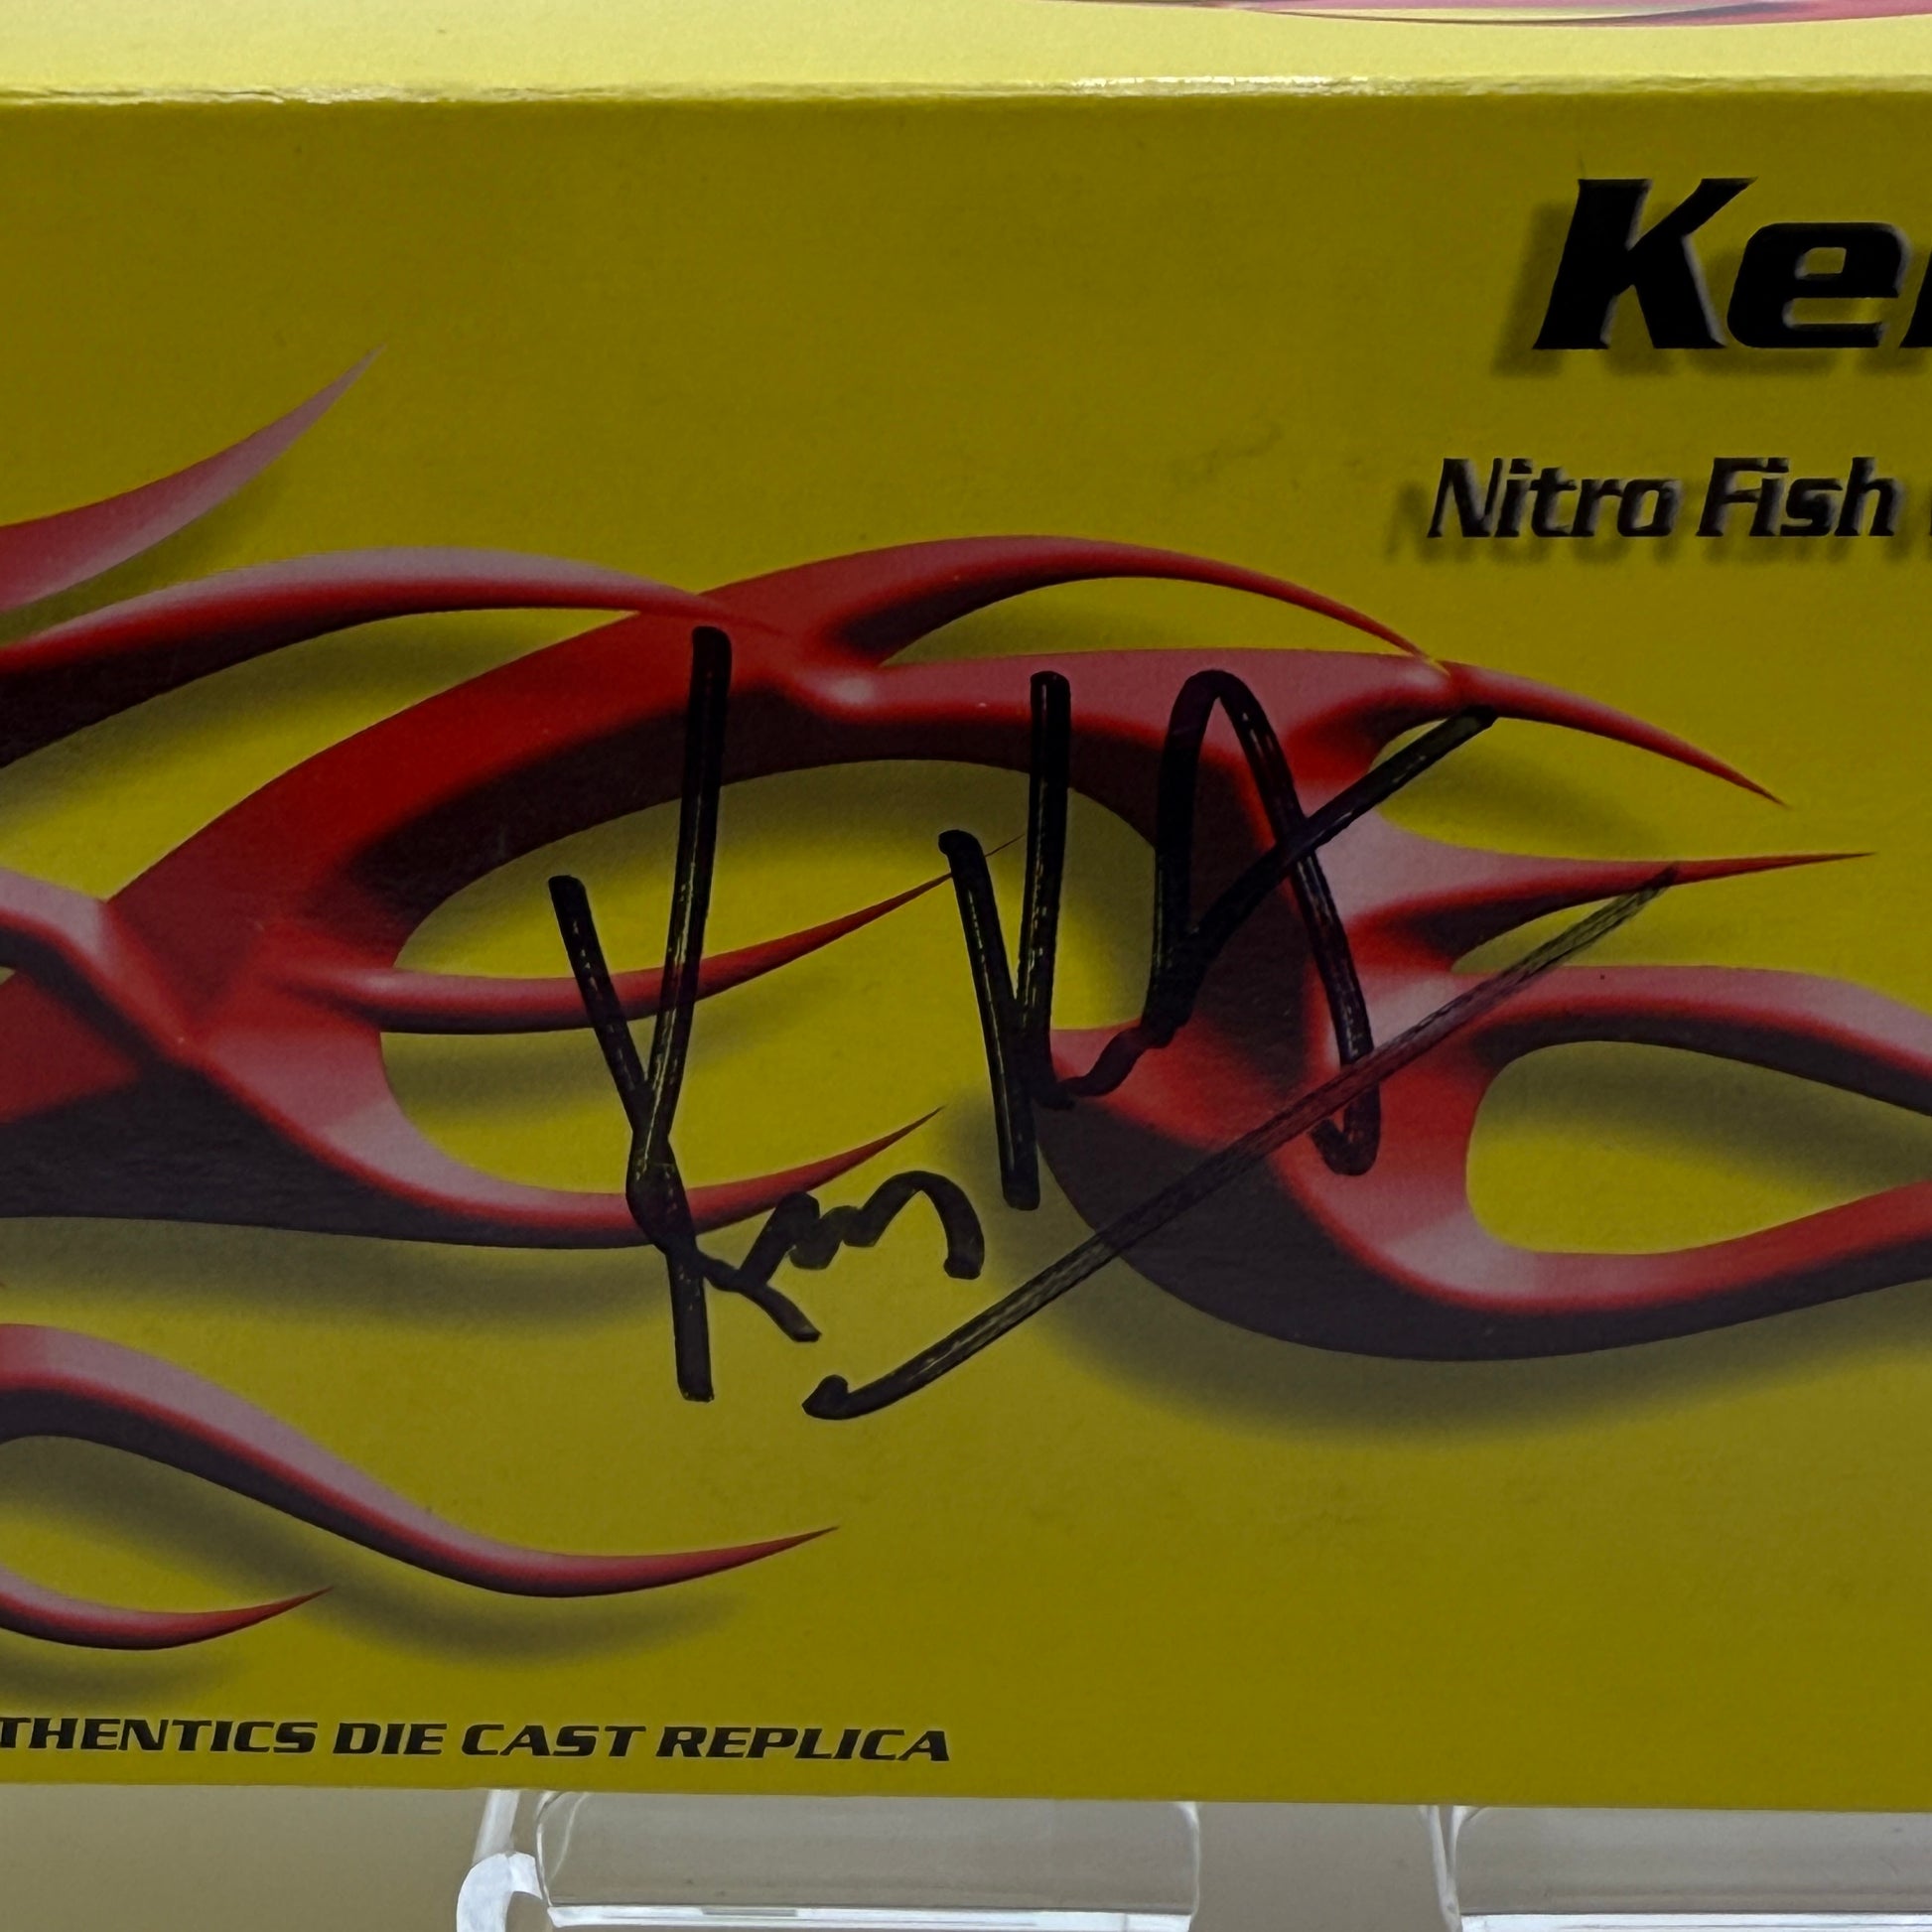 Ke
Nitro Fish
THENTICS DIE CAST REPLICA